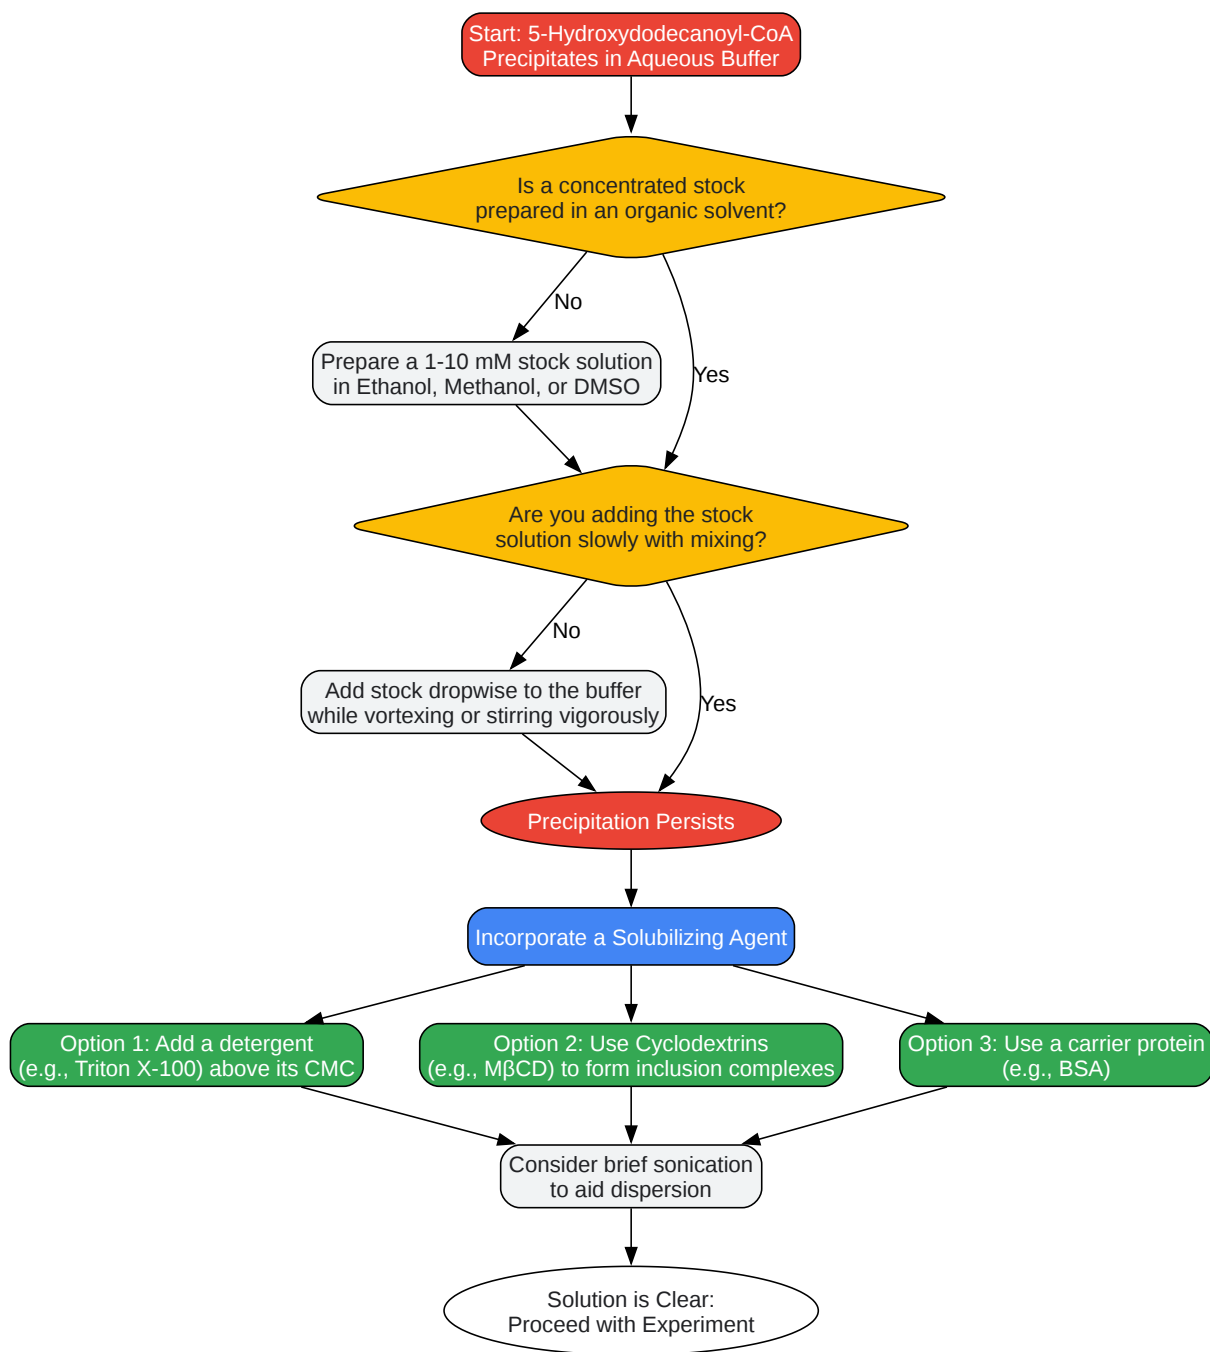 Start: 5-Hydroxydodecanoyl-CoA
Precipitates in Aqueous Buffer
Is a concentrated stock
prepared in an organic solvent?
No
Prepare a 1-10 mM stock solution
in Ethanol, Methanol, or DMSO
Yes
Are you adding the stock
solution slowly with mixing?
No
Add stock dropwise to the buffer
while vortexing or stirring vigorously
Yes
Precipitation Persists
Incorporate a Solubilizing Agent
Option 1: Add a detergent
(e.g., Triton X-100) above its CMC
Option 2: Use Cyclodextrins
(e.g., MβCD) to form inclusion complexes
Option 3: Use a carrier protein
(e.g., BSA)
Consider brief sonication
to aid dispersion
Solution is Clear:
Proceed with Experiment